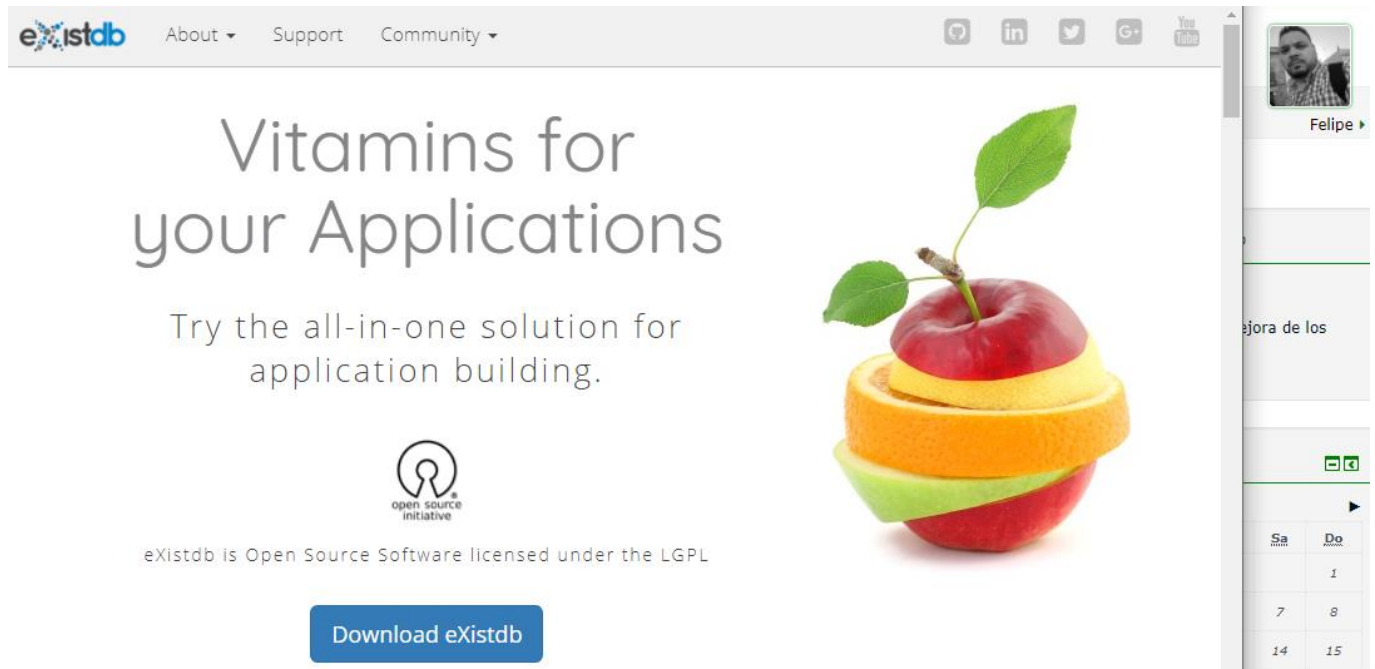 eXistdb About Support Community
You
Tube
Vitamins for
your Applications
Try the all-in-one solution for
application building.
open source
initiative
eXistdb is Open Source Software licensed under the LGPL
Download eXistdb
Felipe
ejora de los
Sa Do
1
7 8
14 15